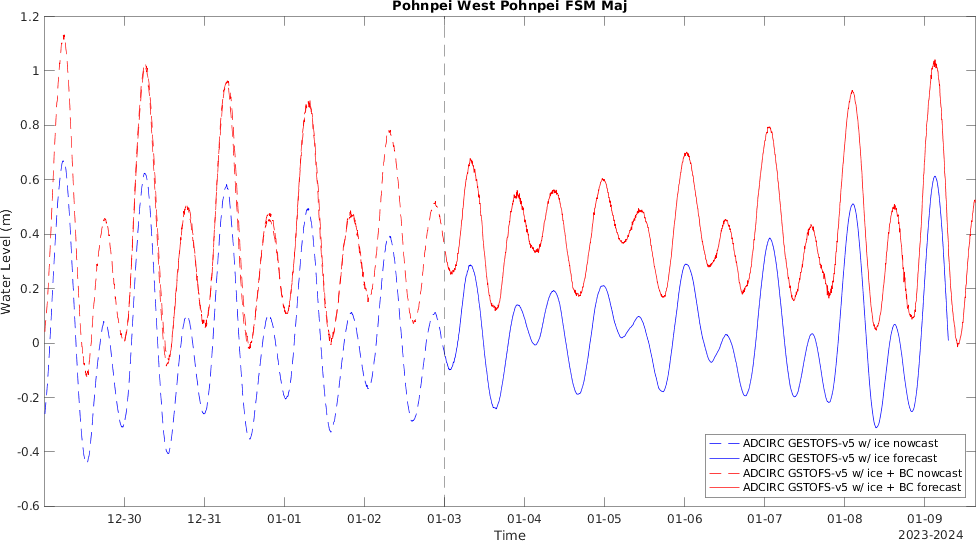 Pohnpei West Pohnpei FSM Maj
1.2
1
0.8
0.6
0.4
0.2
0
-0.2
-0.4
-0.6
Water Level (m)
12-30 12-31 01-01 01-02 01-03 01-04 01-05 01-06 01-07 01-08 01-09
Time
2023-2024
ADCIRC GESTOFS-v5 w/ ice nowcast
ADCIRC GESTOFS-v5 w/ ice forecast
ADCIRC GSTOFS-v5 w/ ice + BC nowcast
ADCIRC GSTOFS-v5 w/ ice + BC forecast